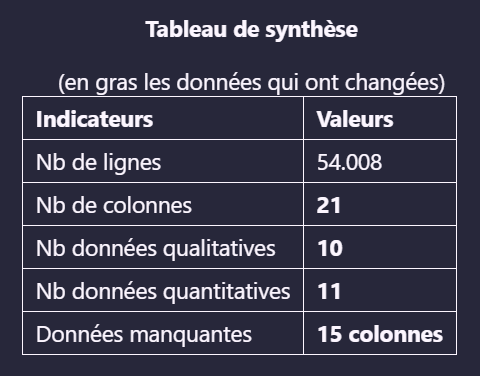 Tableau de synthèse
(en gras les données qui ont changées)
Indicateurs Valeurs
Nb de lignes 54.008
Nb de colonnes 21
Nb données qualitatives 10
Nb données quantitatives 11
Données manquantes 15 colonnes